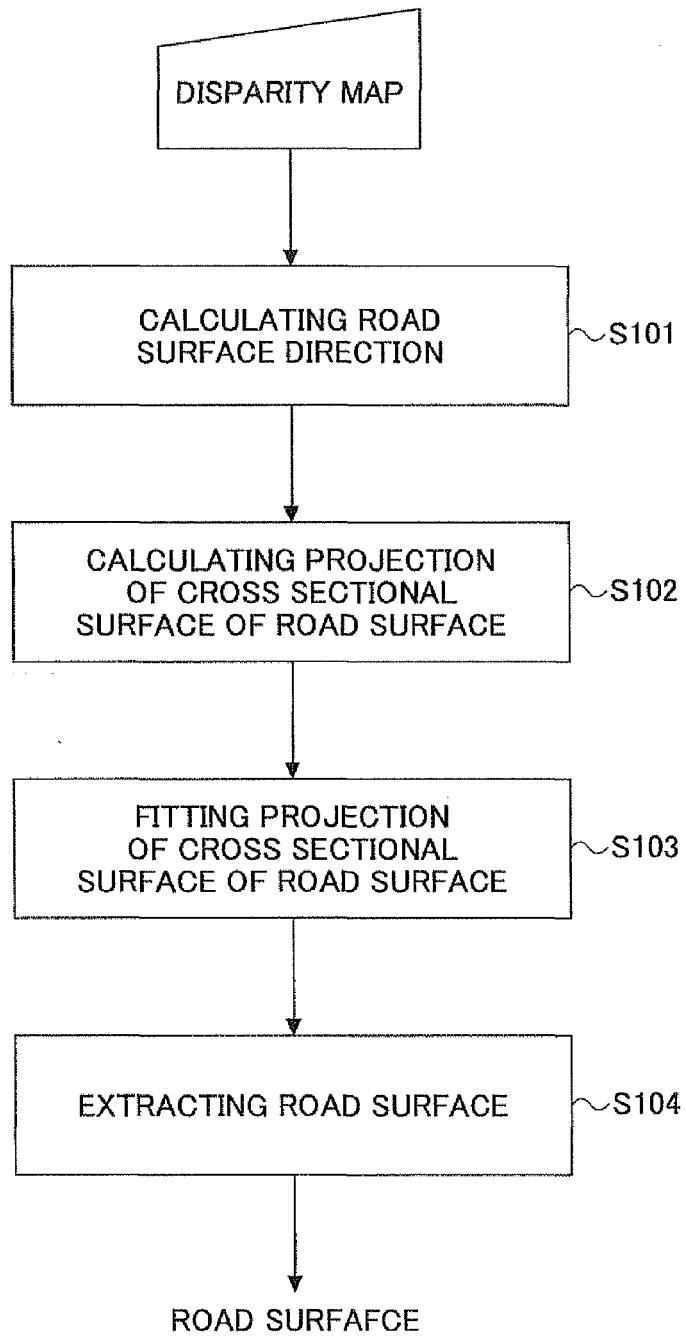 DISPARITY MAP
CALCULATING ROAD
SURFACE DIRECTION
S101
CALCULATING PROJECTION
OF CROSS SECTIONAL
SURFACE OF ROAD SURFACE
S102
FITTING PROJECTION
OF CROSS SECTIONAL
SURFACE OF ROAD SURFACE
S103
EXTRACTING ROAD SURFACE
S104
ROAD SURFAFCE